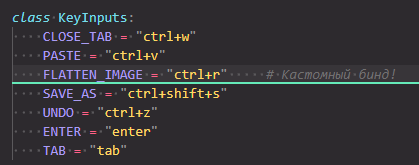 class KeyInputs:
    CLOSE_TAB = "ctrl+w"
    PASTE = "ctrl+v"
    FLATTEN_IMAGE = "ctrl+r"     # Кастомный бинд!
    SAVE_AS = "ctrl+shift+s"
    UNDO = "ctrl+z"
    ENTER = "enter"
    TAB = "tab"